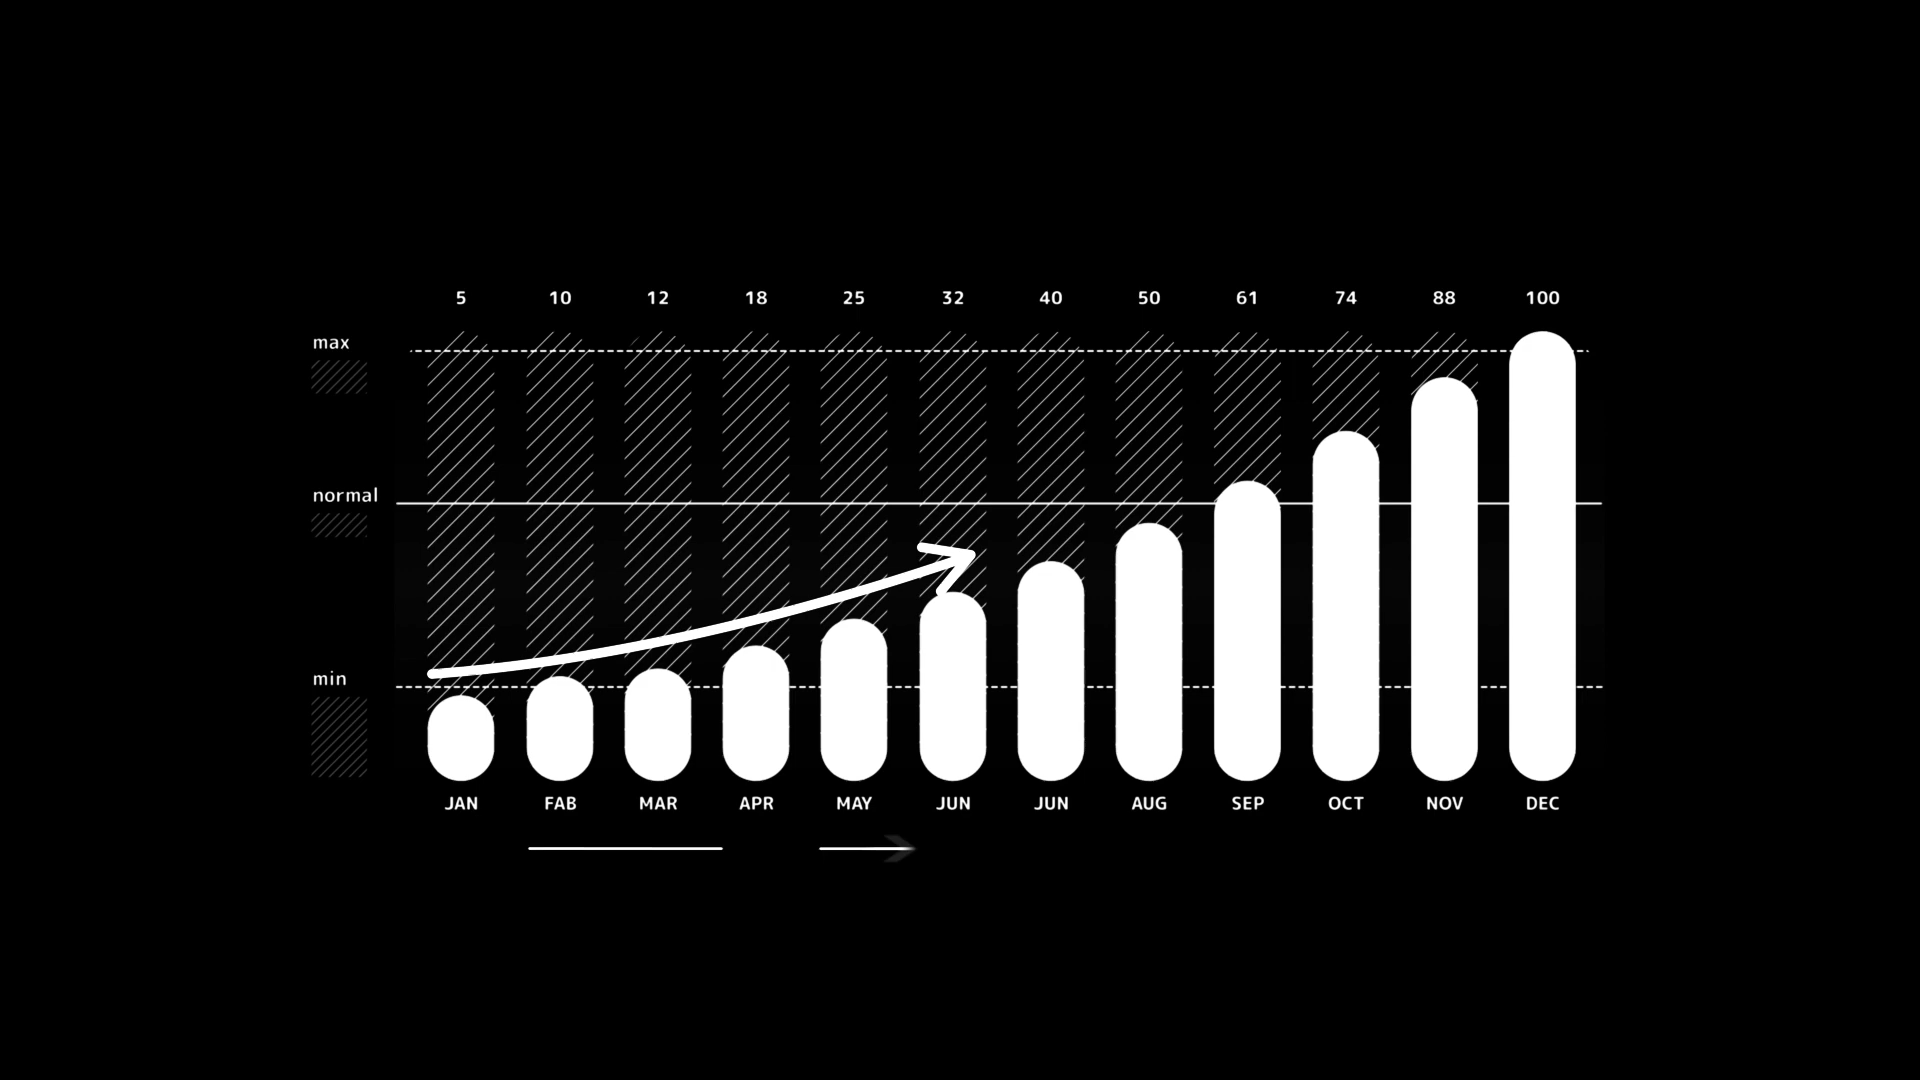 5 10 12 18 25 32 40 50 61 74 88 100
max
normal
min
JAN FAB MAR APR MAY JUN JUN AUG SEP OCT NOV DEC